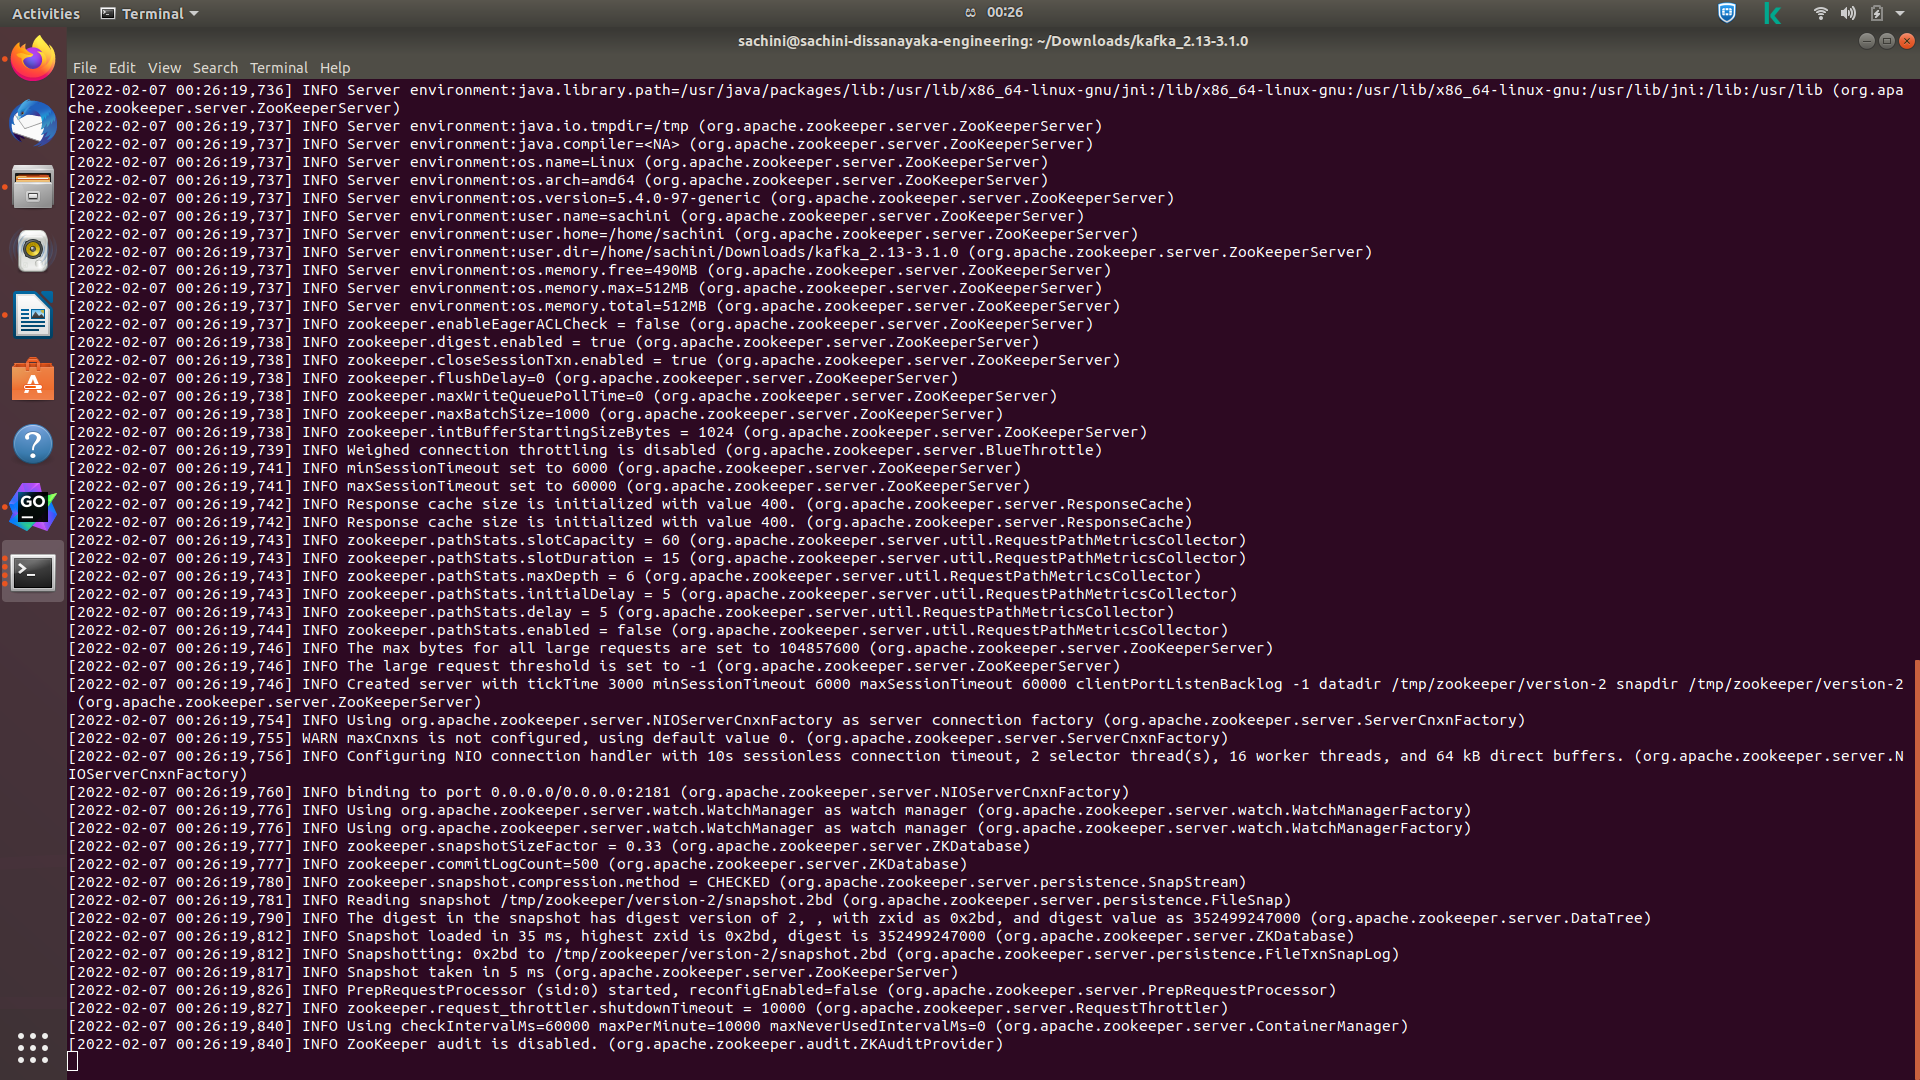 Activities
Terminal
ස 00:26
sachini@sachini-dissanayaka-engineering: ~/Downloads/kafka_2.13-3.1.0
File Edit View Search Terminal Help
[2022-02-07 00:26:19,736] INFO Server environment:java.library.path=/usr/java/packages/lib:/usr/lib/x86_64-linux-gnu/jni:/lib/x86_64-linux-gnu:/usr/lib/x86_64-linux-gnu:/usr/lib/jni:/lib:/usr/lib (org.apa
che.zookeeper.server.ZooKeeperServer)
[2022-02-07 00:26:19,737] INFO Server environment:java.io.tmpdir=/tmp (org.apache.zookeeper.server.ZooKeeperServer)
[2022-02-07 00:26:19,737] INFO Server environment:java.compiler=<NA> (org.apache.zookeeper.server.ZooKeeperServer)
[2022-02-07 00:26:19,737] INFO Server environment:os.name=Linux (org.apache.zookeeper.server.ZooKeeperServer)
[2022-02-07 00:26:19,737] INFO Server environment:os.arch=amd64 (org.apache.zookeeper.server.ZooKeeperServer)
[2022-02-07 00:26:19,737] INFO Server environment:os.version=5.4.0-97-generic (org.apache.zookeeper.server.ZooKeeperServer)
[2022-02-07 00:26:19,737] INFO Server environment:user.name=sachini (org.apache.zookeeper.server.ZooKeeperServer)
[2022-02-07 00:26:19,737] INFO Server environment:user.home=/home/sachini (org.apache.zookeeper.server.ZooKeeperServer)
[2022-02-07 00:26:19,737] INFO Server environment:user.dir=/home/sachini/Downloads/kafka_2.13-3.1.0 (org.apache.zookeeper.server.ZooKeeperServer)
[2022-02-07 00:26:19,737] INFO Server environment:os.memory.free=490MB (org.apache.zookeeper.server.ZooKeeperServer)
[2022-02-07 00:26:19,737] INFO Server environment:os.memory.max=512MB (org.apache.zookeeper.server.ZooKeeperServer)
[2022-02-07 00:26:19,737] INFO Server environment:os.memory.total=512MB (org.apache.zookeeper.server.ZooKeeperServer)
[2022-02-07 00:26:19,737] INFO zookeeper.enableEagerACLCheck = false (org.apache.zookeeper.server.ZooKeeperServer)
[2022-02-07 00:26:19,738] INFO zookeeper.digest.enabled = true (org.apache.zookeeper.server.ZooKeeperServer)
[2022-02-07 00:26:19,738] INFO zookeeper.closeSessionTxn.enabled = true (org.apache.zookeeper.server.ZooKeeperServer)
[2022-02-07 00:26:19,738] INFO zookeeper.flushDelay=0 (org.apache.zookeeper.server.ZooKeeperServer)
[2022-02-07 00:26:19,738] INFO zookeeper.maxWriteQueuePollTime=0 (org.apache.zookeeper.server.ZooKeeperServer)
[2022-02-07 00:26:19,738] INFO zookeeper.maxBatchSize=1000 (org.apache.zookeeper.server.ZooKeeperServer)
[2022-02-07 00:26:19,738] INFO zookeeper.intBufferStartingSizeBytes = 1024 (org.apache.zookeeper.server.ZooKeeperServer)
[2022-02-07 00:26:19,739] INFO Weighed connection throttling is disabled (org.apache.zookeeper.server.BlueThrottle)
[2022-02-07 00:26:19,741] INFO minSessionTimeout set to 6000 (org.apache.zookeeper.server.ZooKeeperServer)
[2022-02-07 00:26:19,741] INFO maxSessionTimeout set to 60000 (org.apache.zookeeper.server.ZooKeeperServer)
[2022-02-07 00:26:19,742] INFO Response cache size is initialized with value 400. (org.apache.zookeeper.server.ResponseCache)
[2022-02-07 00:26:19,742] INFO Response cache size is initialized with value 400. (org.apache.zookeeper.server.ResponseCache)
[2022-02-07 00:26:19,743] INFO zookeeper.pathStats.slotCapacity = 60 (org.apache.zookeeper.server.util.RequestPathMetricsCollector)
[2022-02-07 00:26:19,743] INFO zookeeper.pathStats.slotDuration = 15 (org.apache.zookeeper.server.util.RequestPathMetricsCollector)
[2022-02-07 00:26:19,743] INFO zookeeper.pathStats.maxDepth = 6 (org.apache.zookeeper.server.util.RequestPathMetricsCollector)
[2022-02-07 00:26:19,743] INFO zookeeper.pathStats.initialDelay = 5 (org.apache.zookeeper.server.util.RequestPathMetricsCollector)
[2022-02-07 00:26:19,743] INFO zookeeper.pathStats.delay = 5 (org.apache.zookeeper.server.util.RequestPathMetricsCollector)
[2022-02-07 00:26:19,744] INFO zookeeper.pathStats.enabled = false (org.apache.zookeeper.server.util.RequestPathMetricsCollector)
[2022-02-07 00:26:19,746] INFO The max bytes for all large requests are set to 104857600 (org.apache.zookeeper.server.ZooKeeperServer)
[2022-02-07 00:26:19,746] INFO The large request threshold is set to -1 (org.apache.zookeeper.server.ZooKeeperServer)
[2022-02-07 00:26:19,746] INFO Created server with tickTime 3000 minSessionTimeout 6000 maxSessionTimeout 60000 clientPortListenBacklog -1 datadir /tmp/zookeeper/version-2 snapdir /tmp/zookeeper/version-2
(org.apache.zookeeper.server.ZooKeeperServer)
[2022-02-07 00:26:19,754] INFO Using org.apache.zookeeper.server.NIOServerCnxnFactory as server connection factory (org.apache.zookeeper.server.ServerCnxnFactory)
[2022-02-07 00:26:19,755] WARN maxCnxns is not configured, using default value 0. (org.apache.zookeeper.server.ServerCnxnFactory)
[2022-02-07 00:26:19,756] INFO Configuring NIO connection handler with 10s sessionless connection timeout, 2 selector thread(s), 16 worker threads, and 64 kB direct buffers. (org.apache.zookeeper.server.N
IOServerCnxnFactory)
[2022-02-07 00:26:19,760] INFO binding to port 0.0.0.0/0.0.0.0:2181 (org.apache.zookeeper.server.NIOServerCnxnFactory)
[2022-02-07 00:26:19,776] INFO Using org.apache.zookeeper.server.watch.WatchManager as watch manager (org.apache.zookeeper.server.watch.WatchManagerFactory)
[2022-02-07 00:26:19,776] INFO Using org.apache.zookeeper.server.watch.WatchManager as watch manager (org.apache.zookeeper.server.watch.WatchManagerFactory)
[2022-02-07 00:26:19,777] INFO zookeeper.snapshotSizeFactor = 0.33 (org.apache.zookeeper.server.ZKDatabase)
[2022-02-07 00:26:19,777] INFO zookeeper.commitLogCount=500 (org.apache.zookeeper.server.ZKDatabase)
[2022-02-07 00:26:19,780] INFO zookeeper.snapshot.compression.method = CHECKED (org.apache.zookeeper.server.persistence.SnapStream)
[2022-02-07 00:26:19,781] INFO Reading snapshot /tmp/zookeeper/version-2/snapshot.2bd (org.apache.zookeeper.server.persistence.FileSnap)
[2022-02-07 00:26:19,790] INFO The digest in the snapshot has digest version of 2, , with zxid as 0x2bd, and digest value as 352499247000 (org.apache.zookeeper.server.DataTree)
[2022-02-07 00:26:19,812] INFO Snapshot loaded in 35 ms, highest zxid is 0x2bd, digest is 352499247000 (org.apache.zookeeper.server.ZKDatabase)
[2022-02-07 00:26:19,812] INFO Snapshotting: 0x2bd to /tmp/zookeeper/version-2/snapshot.2bd (org.apache.zookeeper.server.persistence.FileTxnSnapLog)
[2022-02-07 00:26:19,817] INFO Snapshot taken in 5 ms (org.apache.zookeeper.server.ZooKeeperServer)
[2022-02-07 00:26:19,826] INFO PrepRequestProcessor (sid:0) started, reconfigEnabled=false (org.apache.zookeeper.server.PrepRequestProcessor)
[2022-02-07 00:26:19,827] INFO zookeeper.request_throttler.shutdownTimeout = 10000 (org.apache.zookeeper.server.RequestThrottler)
[2022-02-07 00:26:19,840] INFO Using checkIntervalMs=60000 maxPerMinute=10000 maxNeverUsedIntervalMs=0 (org.apache.zookeeper.server.ContainerManager)
[2022-02-07 00:26:19,840] INFO ZooKeeper audit is disabled. (org.apache.zookeeper.audit.ZKAuditProvider)
GO